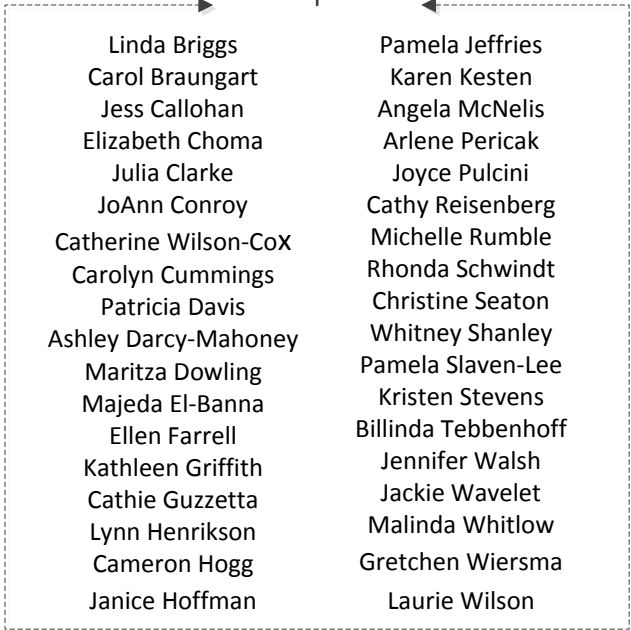 Linda Briggs
Carol Braungart
Jess Callohan
Elizabeth Choma
Julia Clarke
JoAnn Conroy
Catherine Wilson-Cox
Carolyn Cummings
Patricia Davis
Ashley Darcy-Mahoney
Maritza Dowling
Majeda El-Banna
Ellen Farrell
Kathleen Griffith
Cathie Guzzetta
Lynn Henrikson
Cameron Hogg
Janice Hoffman
Pamela Jeffries
Karen Kesten
Angela McNelis
Arlene Pericak
Joyce Pulcini
Cathy Reisenberg
Michelle Rumble
Rhonda Schwindt
Christine Seaton
Whitney Shanley
Pamela Slaven-Lee
Kristen Stevens
Billinda Tebbenhoff
Jennifer Walsh
Jackie Wavelet
Malinda Whitlow
Gretchen Wiersma
Laurie Wilson